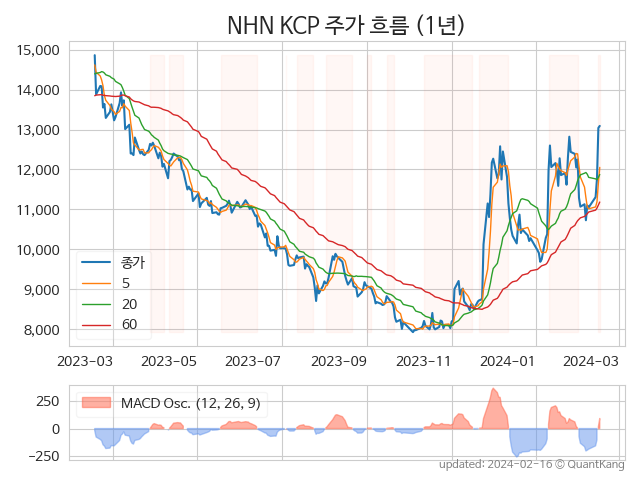 NHN KCP 주가 흐름 (1년)
15,000
14,000
13,000
12,000
11,000
10,000
9,000
8,000
종가
5
20
60
2023-03 2023-05 2023-07 2023-09 2023-11 2024-01 2024-03
250
0
−250
MACD Osc. (12, 26, 9)
updated: 2024-02-16 © QuantKang